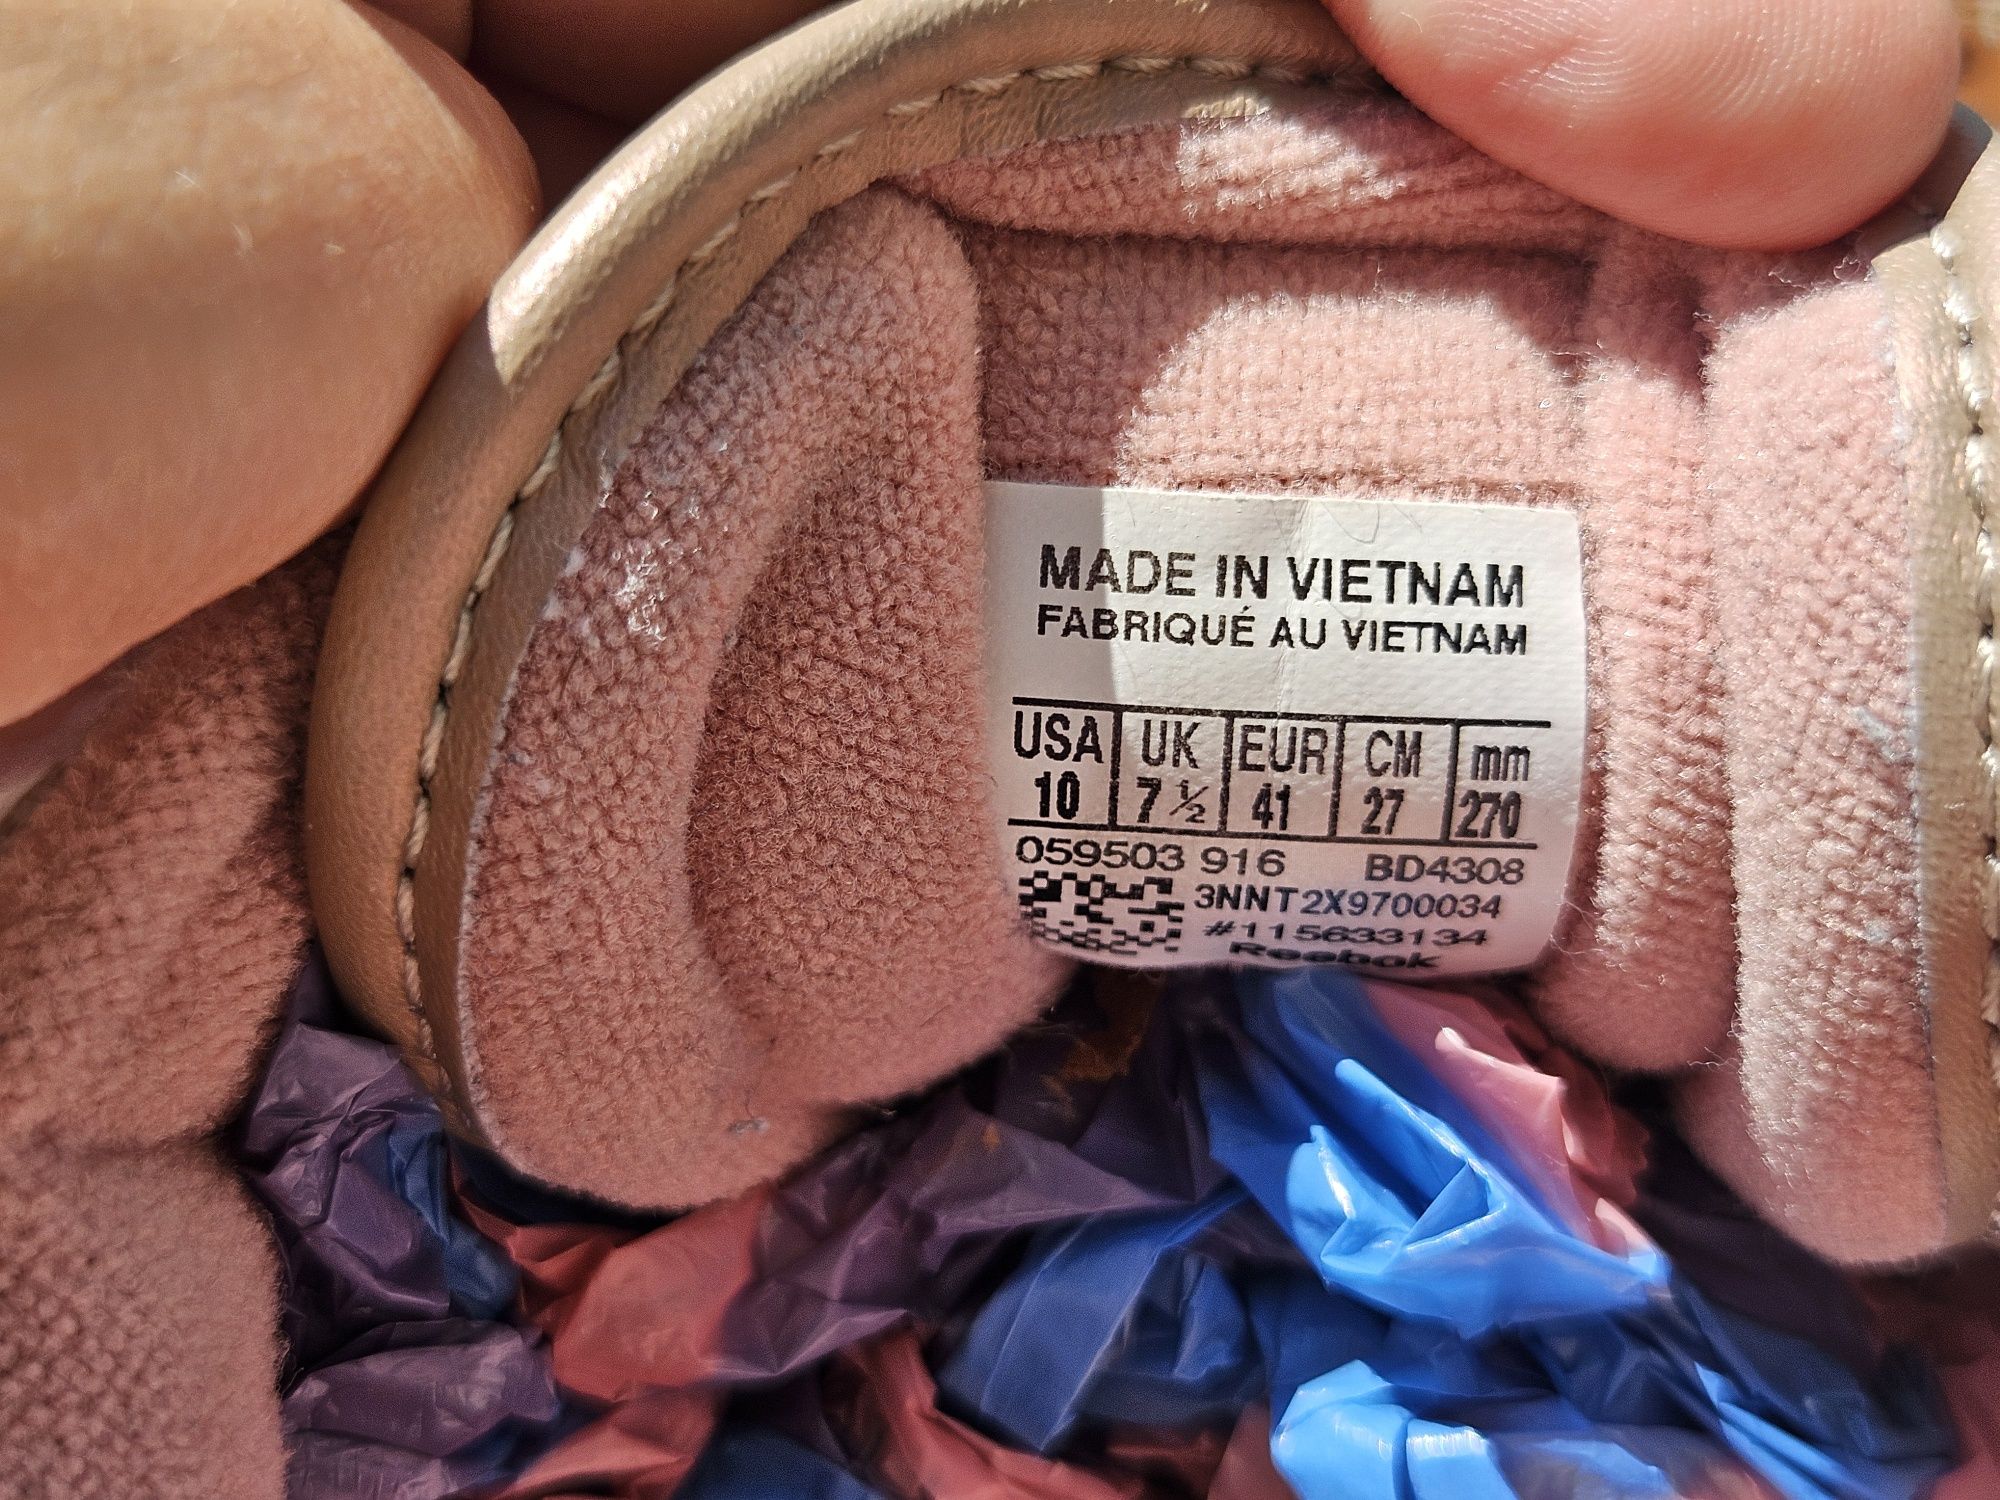 MADE IN VIETNAM
FABRIQUÉ AU VIETNAM
USA UK EUR CM mm
10 7 ½ 41 27 270
059503 916 BD4308
3NNT2X9700034
#115633134
Reebok